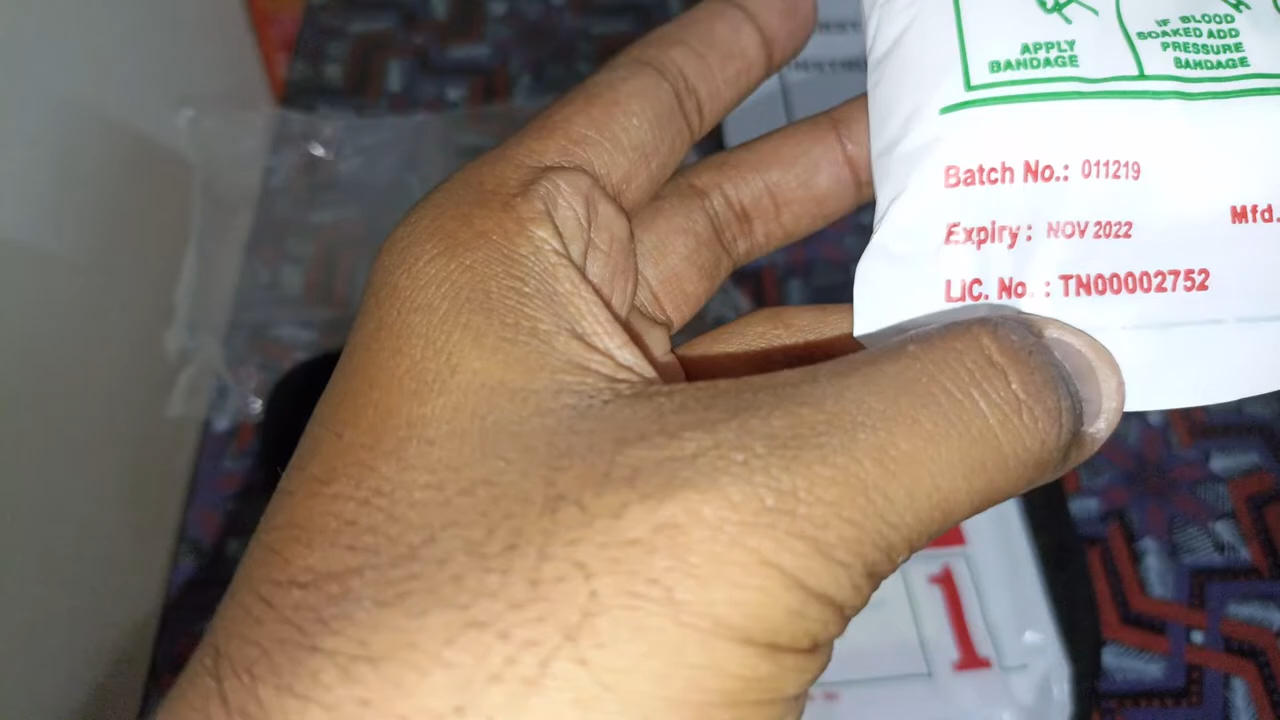 APPLY
BANDAGE
IF BLOOD
SOAKED ADD
PRESSURE
BANDAGE
Batch No.: 011219
Expiry: NOV 2022
Mfd.
LIC. No. : TN00002752
1